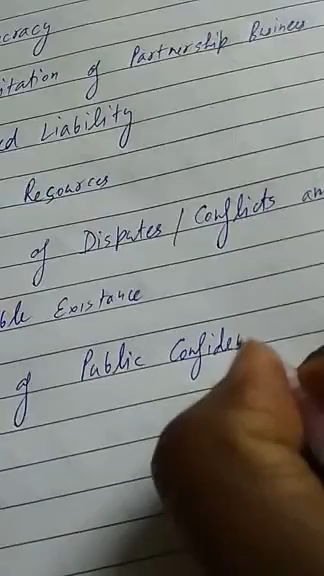 cracy
itation of Partnership Business
ed Liability
Resources
of Disputes / Conflicts an
ble Existance
of Public Confiden